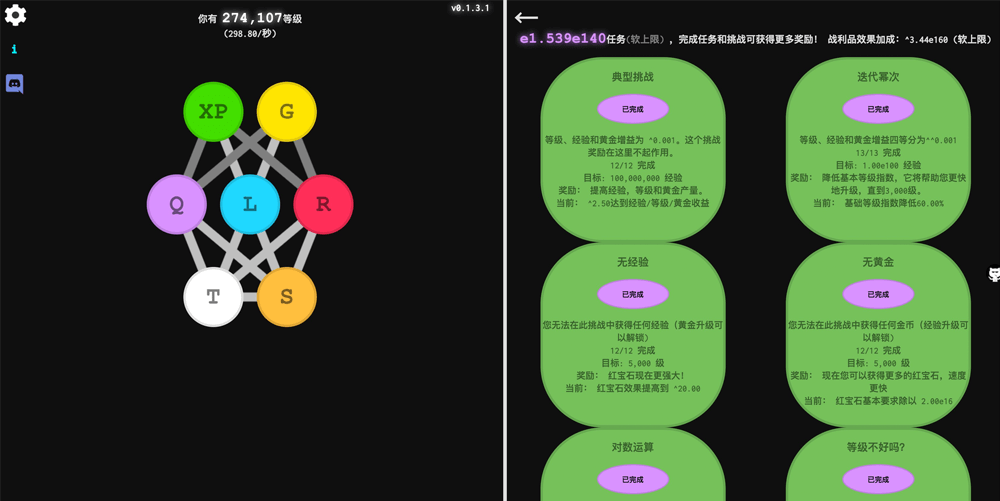 v0.1.3.1
你有 274,107等级
(298.80/秒)
i
XP
G
Q
L
R
T
S
e1.539e140任务(软上限)，完成任务和挑战可获得更多奖励！ 战利品效果加成：^3.44e160 (软上限)
典型挑战
已完成
等级、经验和黄金增益为 ^0.001。这个挑战
奖励在这里不起作用。
12/12 完成
目标: 100,000,000 经验
奖励: 提高经验，等级和黄金产量。
当前: ^2.50达到经验/等级/黄金收益
迭代幂次
已完成
等级、经验和黄金增益四等分为^^0.001
13/13 完成
目标: 1.00e100 经验
奖励: 降低基本等级指数，它将帮助您更快
地升级，直到3,000级。
当前: 基础等级指数降低60.00%
无经验
已完成
您无法在此挑战中获得任何经验（黄金升级可
以解锁）
12/12 完成
目标: 5,000 级
奖励: 红宝石现在更强大！
当前: 红宝石效果提高到 ^20.00
无黄金
已完成
您无法在此挑战中获得任何金币（经验升级可
以解锁）
12/12 完成
目标: 5,000 级
奖励: 现在您可以获得更多的红宝石，速度
更快
当前: 红宝石基本要求除以 2.00e16
对数运算
已完成
等级不好吗?
已完成